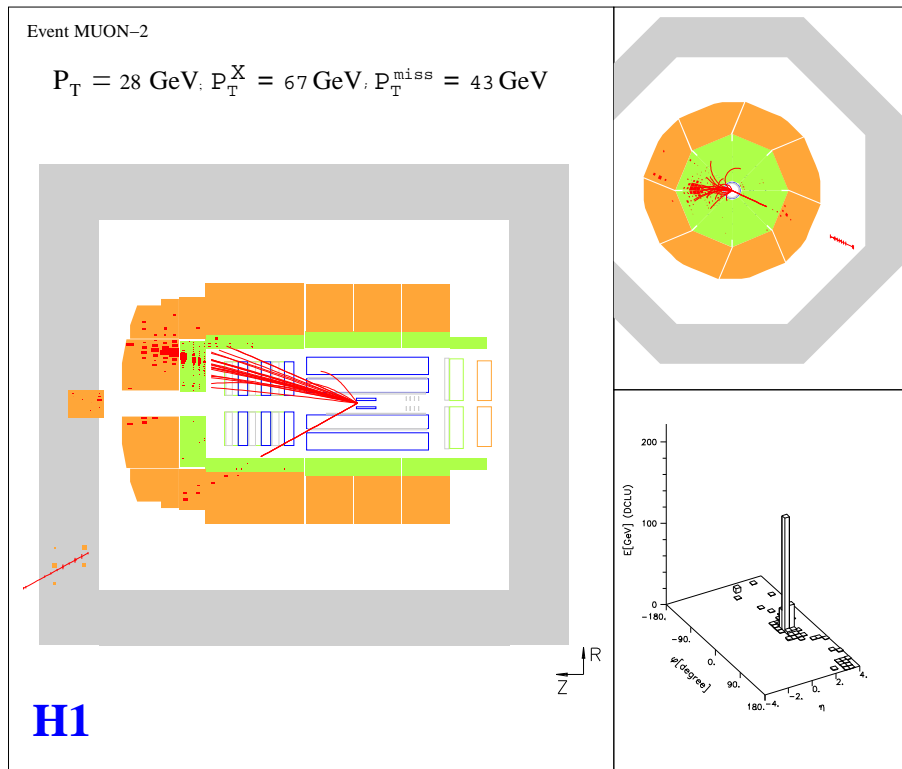 Event MUON−2
P_T = 28 GeV; P_T^X = 67 GeV; P_T^miss = 43 GeV
R
Z
H1
E[GeV] (DCLU)
200
100
0
−180.
−90.
0.
90.
180.
φ[degree]
−4.
−2.
0.
2.
4.
η